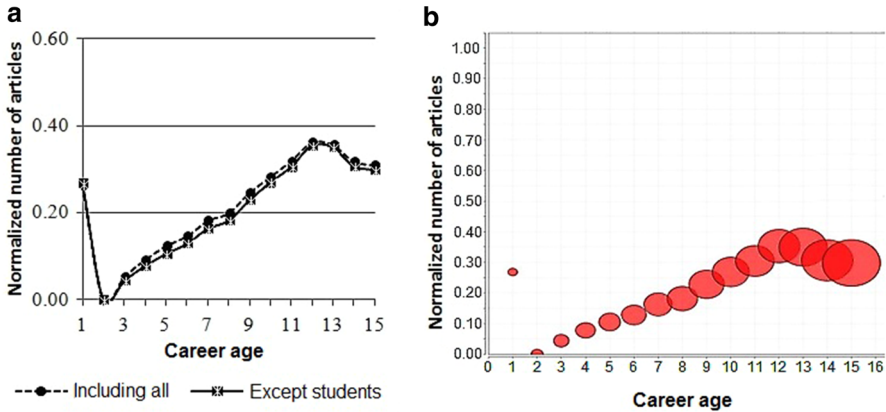 a
Normalized number of articles
0.60
0.40
0.20
0.00
1 3 5 7 9 11 13 15
Career age
Including all Except students
b
Normalized number of articles
1.00
0.90
0.80
0.70
0.60
0.50
0.40
0.30
0.20
0.10
0.00
0 1 2 3 4 5 6 7 8 9 10 11 12 13 14 15 16
Career age